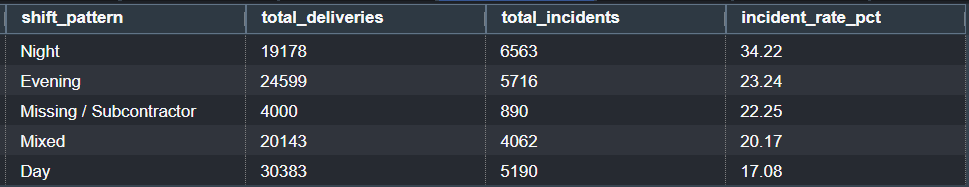 shift_pattern total_deliveries total_incidents incident_rate_pct
Night 19178 6563 34.22
Evening 24599 5716 23.24
Missing / Subcontractor 4000 890 22.25
Mixed 20143 4062 20.17
Day 30383 5190 17.08